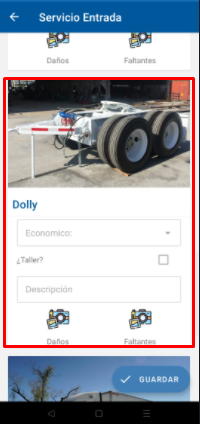 Servicio Entrada
Daños Faltantes
Dolly
Economico:
¿Taller?
Descripción
Daños Faltantes
GUARDAR